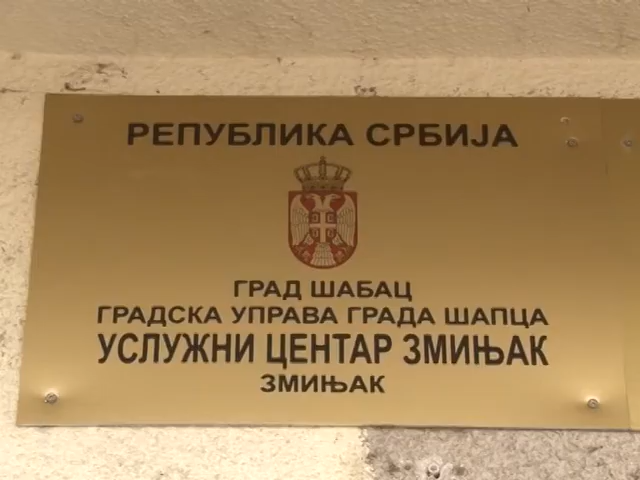 РЕПУБЛИКА СРБИЈА
ГРАД ШАБАЦ
ГРАДСКА УПРАВА ГРАДА ШАПЦА
УСЛУЖНИ ЦЕНТАР ЗМИЊАК
ЗМИЊАК